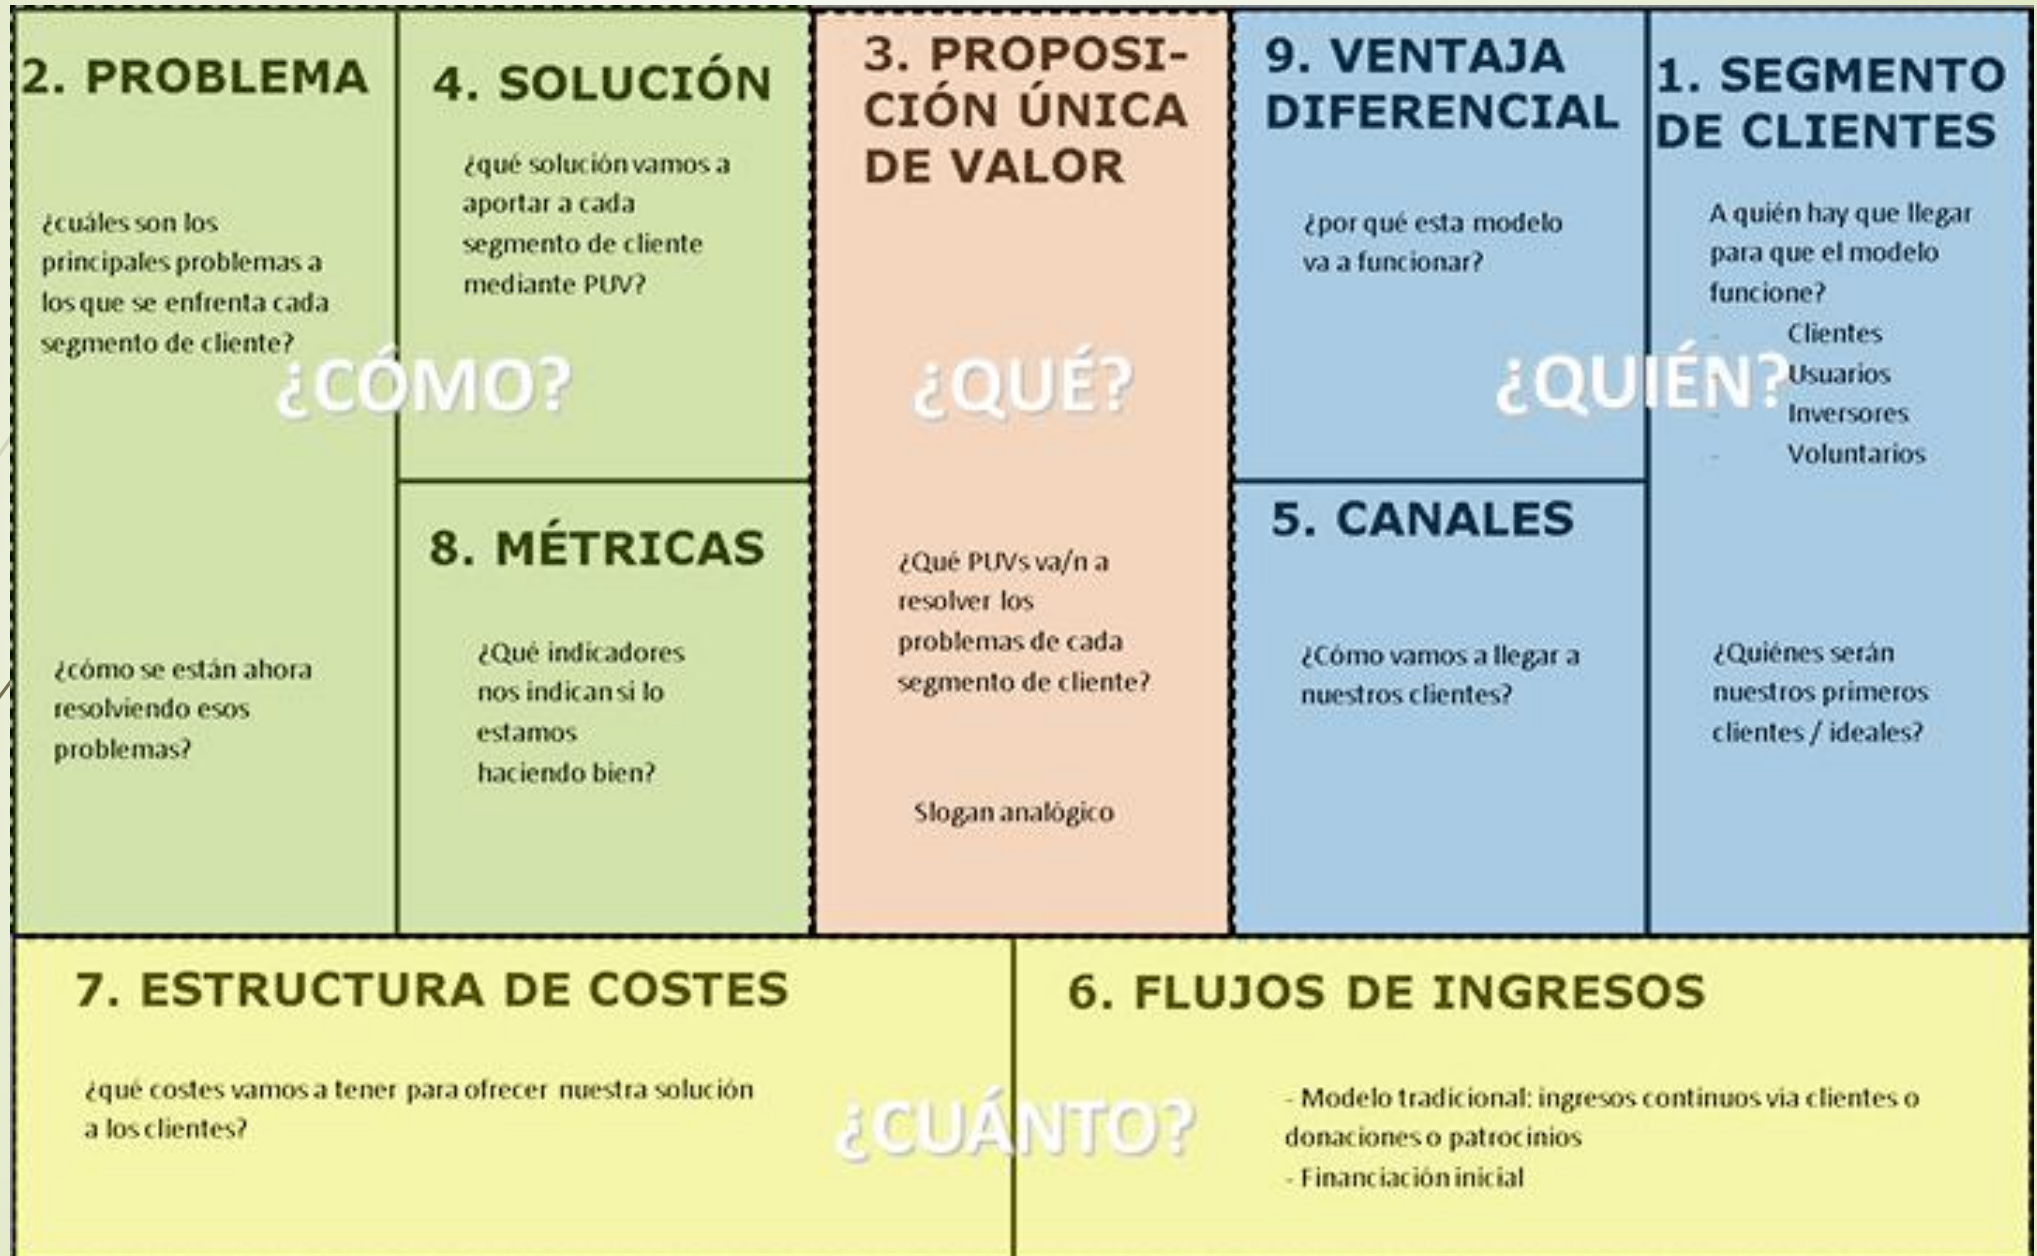 2. PROBLEMA
¿cuáles son los
principales problemas a
los que se enfrenta cada
segmento de cliente?
¿cómo se están ahora
resolviendo esos
problemas?
4. SOLUCIÓN
¿qué solución vamos a
aportar a cada
segmento de cliente
mediante PUV?
¿CÓMO?
8. MÉTRICAS
¿Qué indicadores
nos indican si lo
estamos
haciendo bien?
3. PROPOSI-
CIÓN ÚNICA
DE VALOR
¿QUÉ?
¿Qué PUVs va/n a
resolver los
problemas de cada
segmento de cliente?
Slogan analógico
9. VENTAJA
DIFERENCIAL
¿por qué esta modelo
va a funcionar?
¿QUIÉN?
5. CANALES
¿Cómo vamos a llegar a
nuestros clientes?
1. SEGMENTO
DE CLIENTES
A quién hay que llegar
para que el modelo
funcione?
- Clientes
- Usuarios
- Inversores
- Voluntarios
¿Quiénes serán
nuestros primeros
clientes / ideales?
7. ESTRUCTURA DE COSTES
¿qué costes vamos a tener para ofrecer nuestra solución
a los clientes?
¿CUÁNTO?
6. FLUJOS DE INGRESOS
- Modelo tradicional: ingresos continuos via clientes o
donaciones o patrocinios
- Financiación inicial